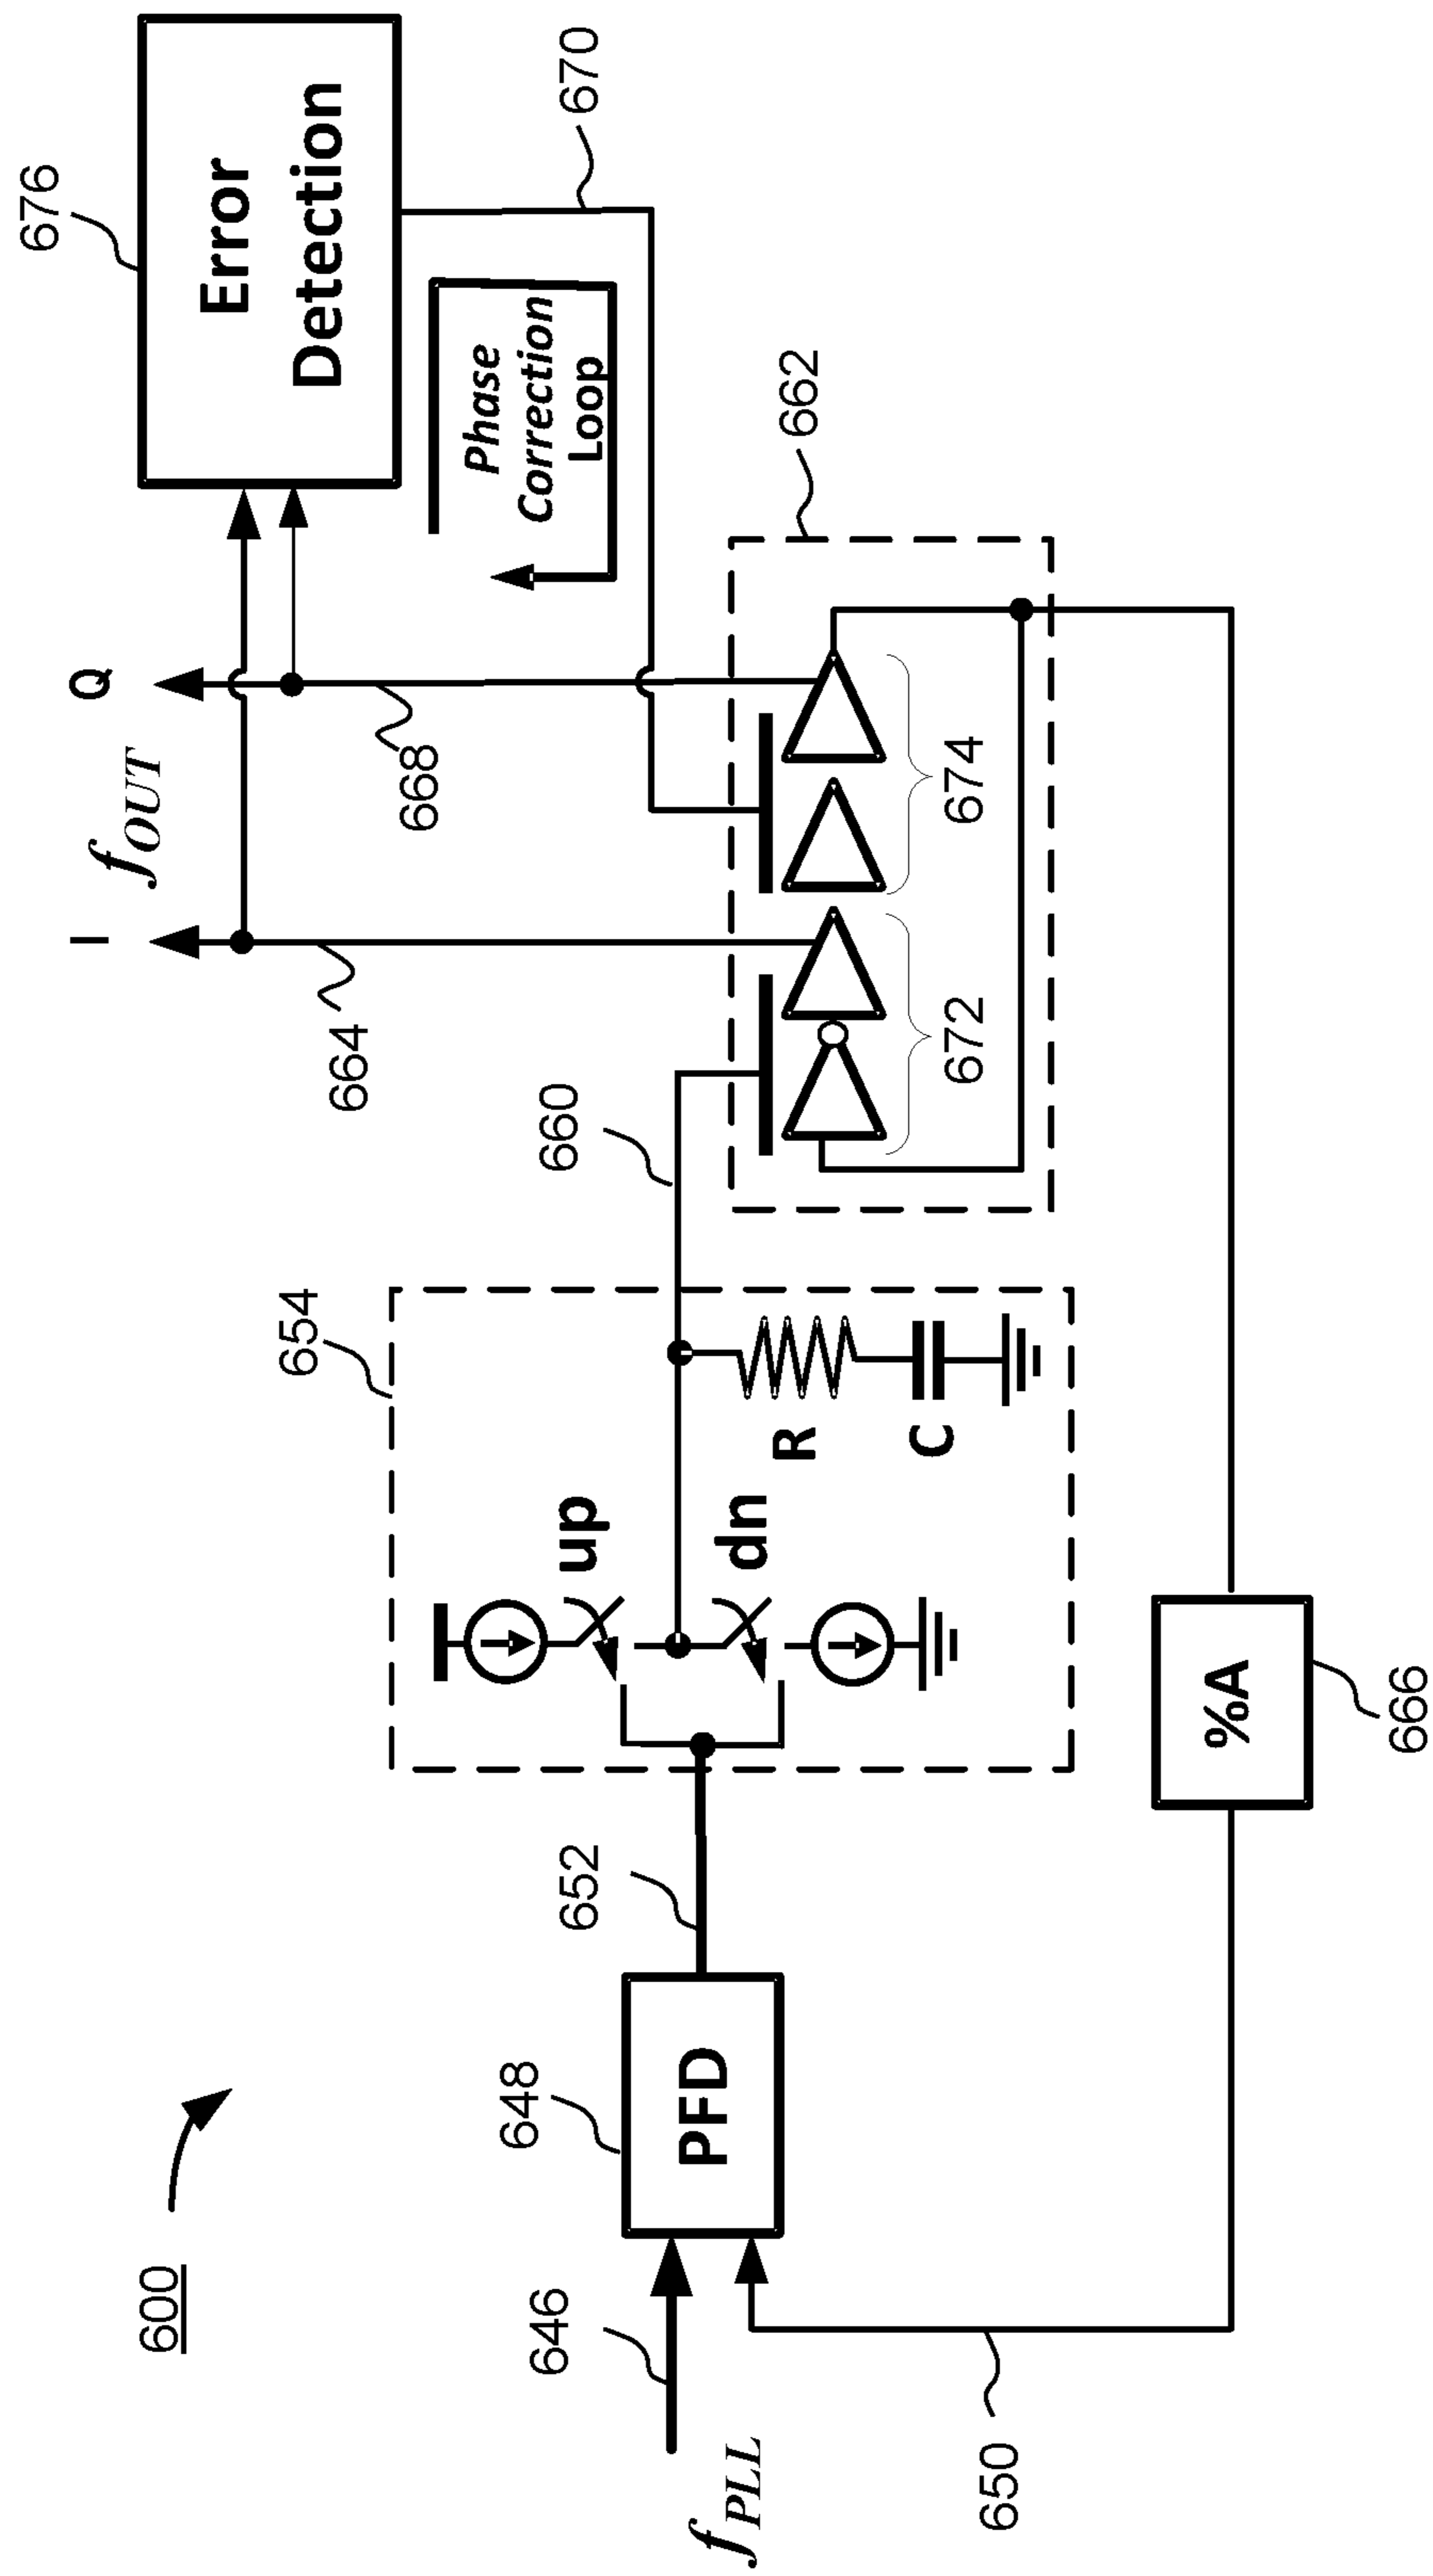 600
f_PLL
646
648
PFD
650
652
654
up
dn
R
C
660
662
672
674
664
668
I
f_OUT
Q
676
Error
Detection
670
Phase
Correction
Loop
%A
666